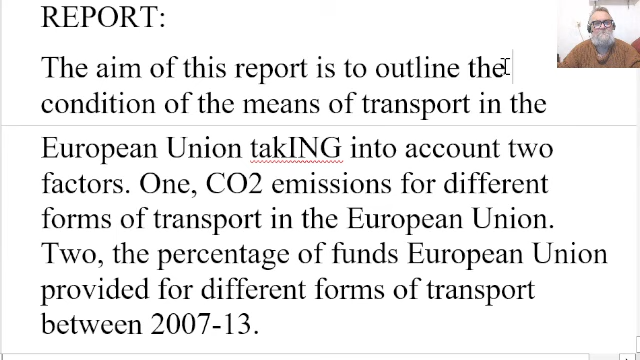 REPORT:
The aim of this report is to outline the
condition of the means of transport in the
European Union takING into account two
factors. One, CO2 emissions for different
forms of transport in the European Union.
Two, the percentage of funds European Union
provided for different forms of transport
between 2007-13.